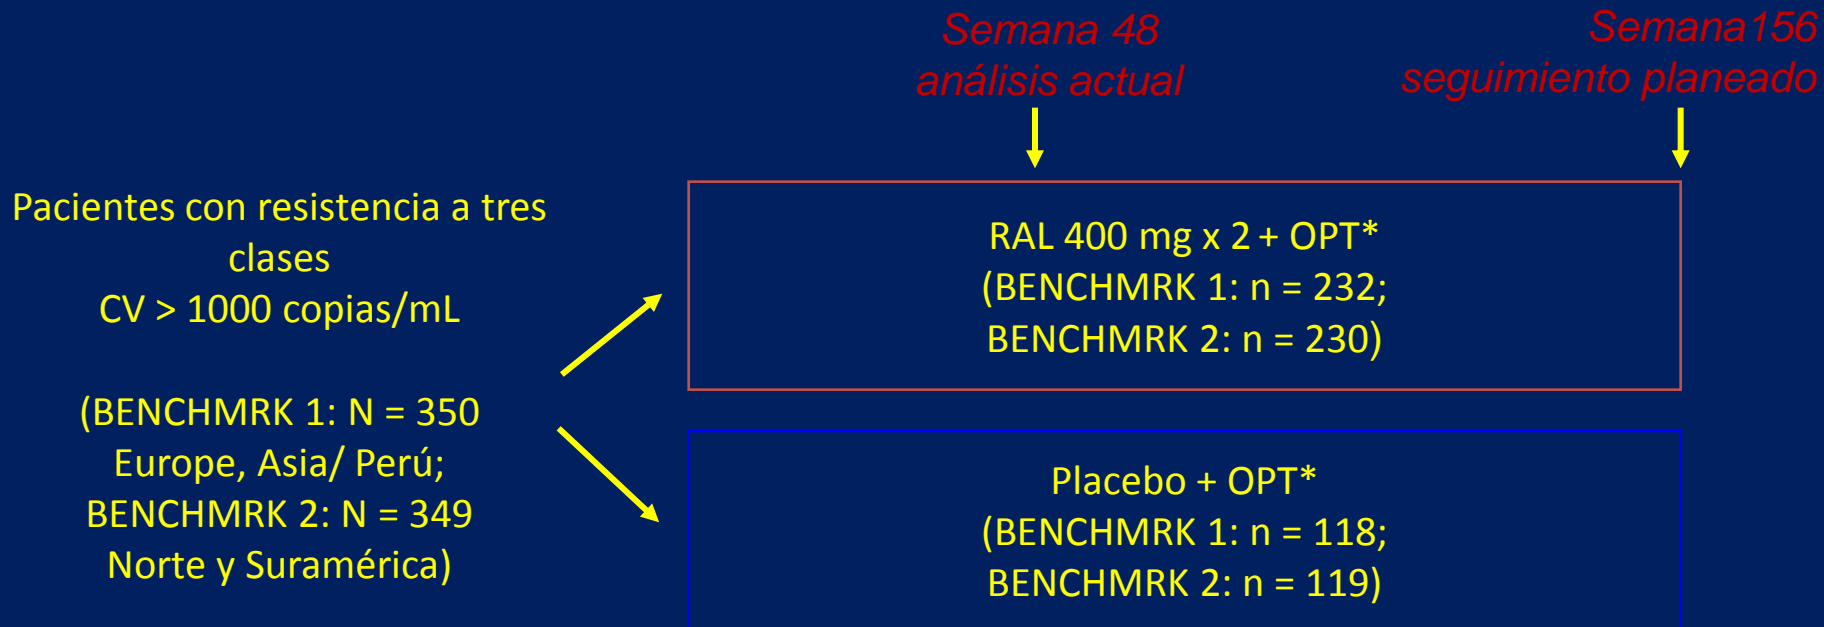 Semana 48
análisis actual
Semana156
seguimiento planeado
Pacientes con resistencia a tres
clases
CV > 1000 copias/mL
(BENCHMRK 1: N = 350
Europe, Asia/ Perú;
BENCHMRK 2: N = 349
Norte y Suramérica)
RAL 400 mg x 2 + OPT*
(BENCHMRK 1: n = 232;
BENCHMRK 2: n = 230)
Placebo + OPT*
(BENCHMRK 1: n = 118;
BENCHMRK 2: n = 119)